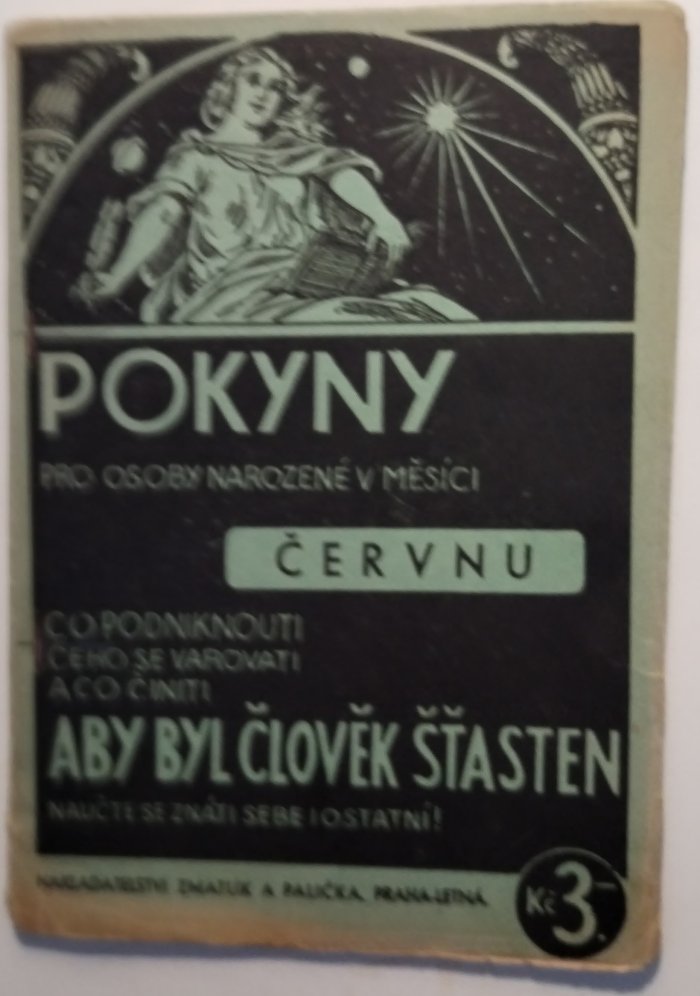 POKYNY
PRO OSOBY NAROZENÉ V MĚSÍCI
ČERVNU
CO PODNIKNOUTI
ČEHO SE VAROVATI
A CO ČINITI
ABY BYL ČLOVĚK ŠŤASTEN
NAUČTE SE ZNÁTI SEBE I OSTATNÍ!
NAKLADATELSTVÍ ZMATLÍK A PALIČKA, PRAHA-LETNÁ.
Kč 3.-